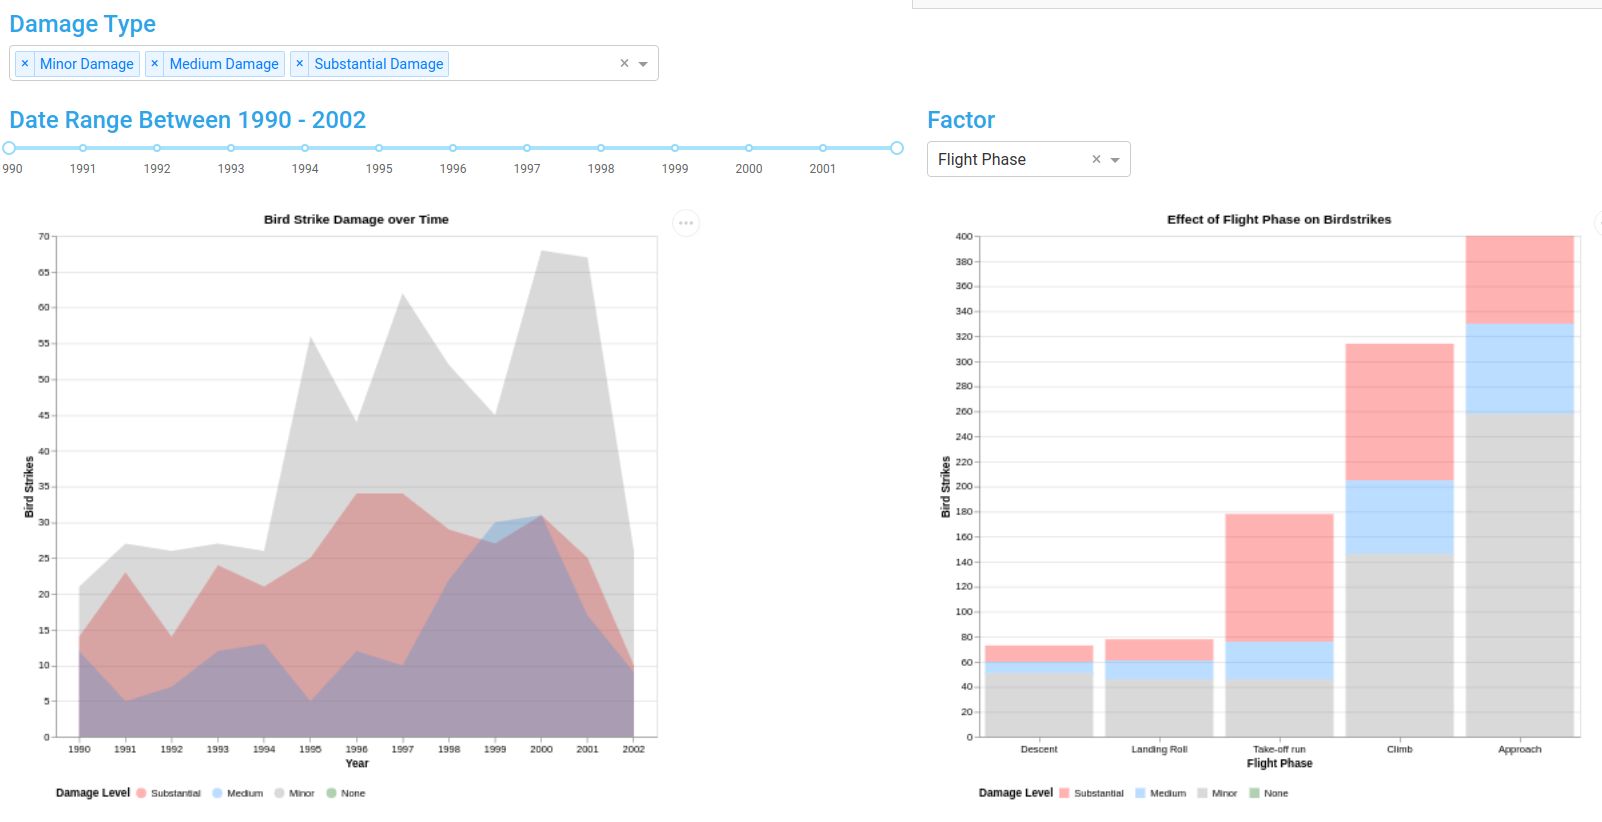 Damage Type
× Minor Damage × Medium Damage × Substantial Damage ×
Date Range Between 1990 - 2002
990 1991 1992 1993 1994 1995 1996 1997 1998 1999 2000 2001
Factor
Flight Phase ×
Bird Strike Damage over Time
70
65
60
55
50
45
40
35
30
25
20
15
10
5
0
Bird Strikes
1990 1991 1992 1993 1994 1995 1996 1997 1998 1999 2000 2001 2002
Year
Damage Level Substantial Medium Minor None
Effect of Flight Phase on Birdstrikes
400
380
360
340
320
300
280
260
240
220
200
180
160
140
120
100
80
60
40
20
0
Bird Strikes
Descent Landing Roll Take-off run Climb Approach
Flight Phase
Damage Level Substantial Medium Minor None